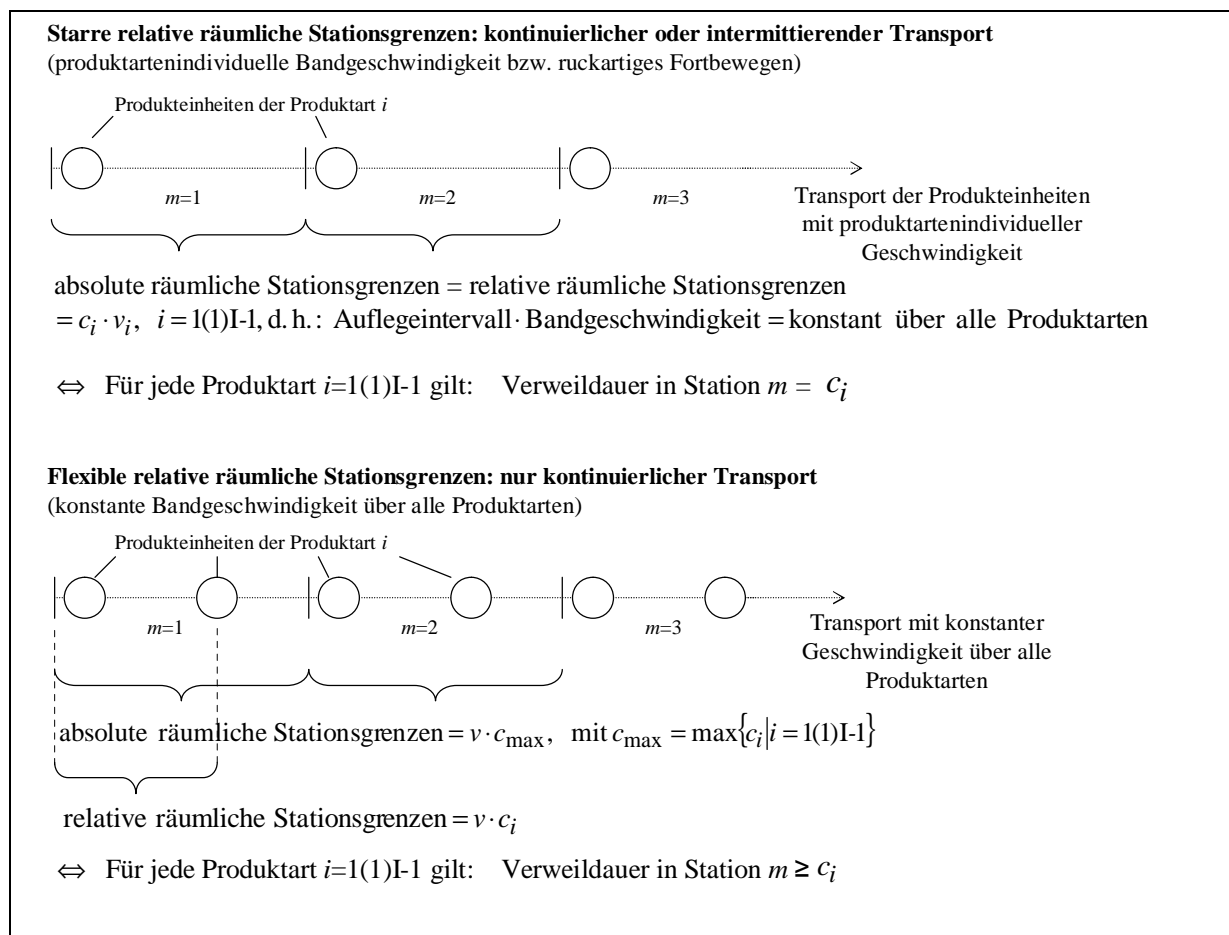 Starre relative räumliche Stationsgrenzen: kontinuierlicher oder intermittierender Transport
(produktartenindividuelle Bandgeschwindigkeit bzw. ruckartiges Fortbewegen)
Produkteinheiten der Produktart i
m=1
m=2
m=3
Transport der Produkteinheiten
mit produktartenindividueller
Geschwindigkeit
absolute räumliche Stationsgrenzen = relative räumliche Stationsgrenzen
= c_i · v_i, i = 1(1)I-1, d. h.: Auflegeintervall · Bandgeschwindigkeit = konstant über alle Produktarten
⇔ Für jede Produktart i=1(1)I-1 gilt: Verweildauer in Station m = c_i
Flexible relative räumliche Stationsgrenzen: nur kontinuierlicher Transport
(konstante Bandgeschwindigkeit über alle Produktarten)
Produkteinheiten der Produktart i
m=1
m=2
m=3
Transport mit konstanter
Geschwindigkeit über alle
Produktarten
absolute räumliche Stationsgrenzen = v · c_max, mit c_max = max{c_i|i = 1(1)I-1}
relative räumliche Stationsgrenzen = v · c_i
⇔ Für jede Produktart i=1(1)I-1 gilt: Verweildauer in Station m ≥ c_i